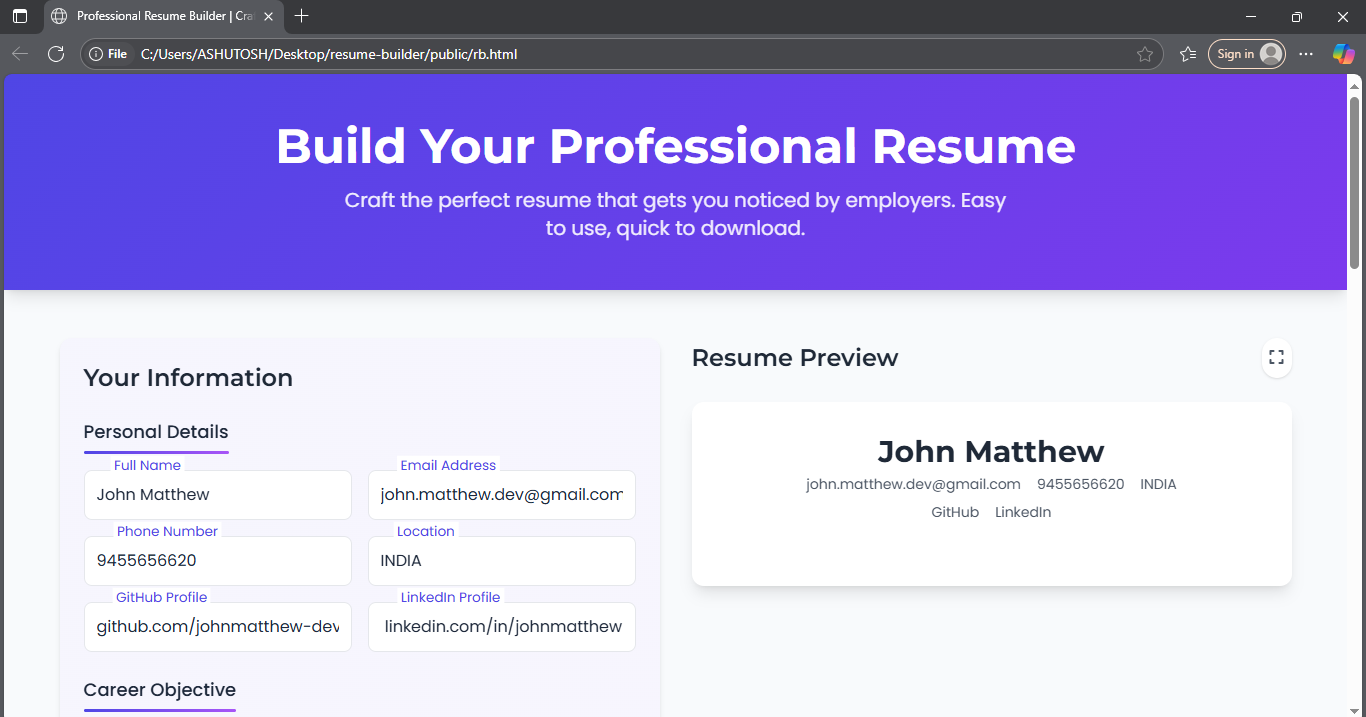 Professional Resume Builder | Cra
File C:/Users/ASHUTOSH/Desktop/resume-builder/public/rb.html
Sign in
Build Your Professional Resume
Craft the perfect resume that gets you noticed by employers. Easy
to use, quick to download.
Your Information
Personal Details
Full Name
John Matthew
Email Address
john.matthew.dev@gmail.com
Phone Number
9455656620
Location
INDIA
GitHub Profile
github.com/johnmatthew-dev
LinkedIn Profile
linkedin.com/in/johnmatthew
Career Objective
Resume Preview
John Matthew
john.matthew.dev@gmail.com 9455656620 INDIA
GitHub LinkedIn